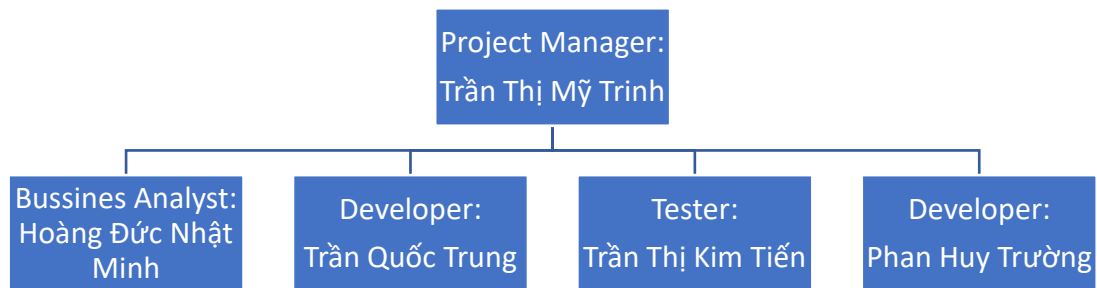 Project Manager:
Trần Thị Mỹ Trinh
Bussines Analyst:
Hoàng Đức Nhật
Minh
Developer:
Trần Quốc Trung
Tester:
Trần Thị Kim Tiến
Developer:
Phan Huy Trường